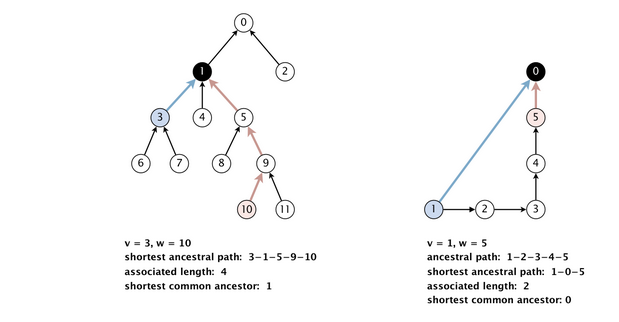 0
1
2
3
4
5
6
7
8
9
10
11
v = 3, w = 10
shortest ancestral path: 3–1–5–9–10
associated length: 4
shortest common ancestor: 1
0
5
4
1
2
3
v = 1, w = 5
ancestral path: 1–2–3–4–5
shortest ancestral path: 1–0–5
associated length: 2
shortest common ancestor: 0